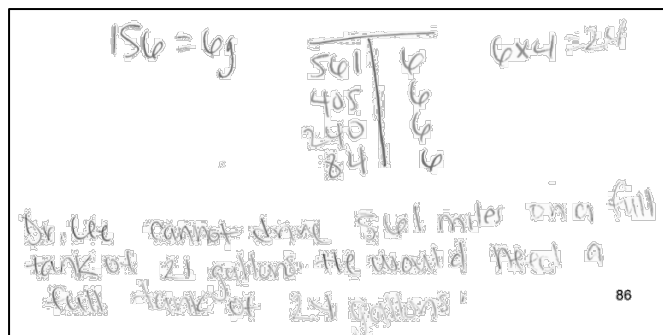 156 = 6g
561 | 6
6x4 = 24
405 | 6
240 | 6
84 | 6
Dr. Lee cannot drive 561 miles on a full
tank of 21 gallons. He would need a
full tank of 24 gallons.
86